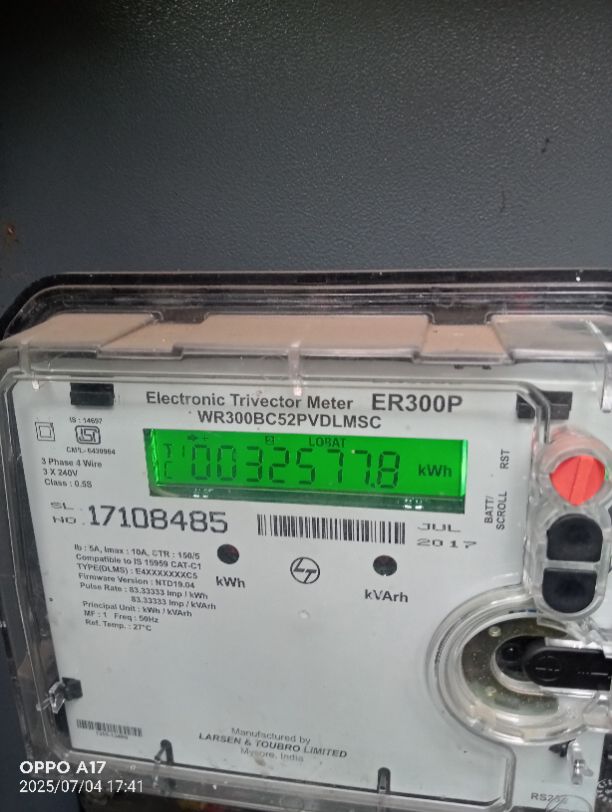 Electronic Trivector Meter ER300P
WR300BC52PVDLMSC
IS : 14697
ISI
CM/L- 6430964
3 Phase 4 Wire
3 X 240V
Class : 0.5S
LOBAT
0032577.8 kWh
RST
BATT/
SCROLL
SL
NO. 17108485
JUL
2017
Ib : 5A, Imax : 10A, CTR : 150/5
Compatible to IS 15959 CAT-C1
TYPE(DLMS) : E4XXXXXXXC5
Firmware Version : NTD19.04
Pulse Rate : 83.33333 imp / kWh
83.33333 imp / kVArh
Principal Unit : kWh / kVArh
MF : 1 Freq : 50Hz
Ref. Temp. : 27°C
kWh
kVArh
Manufactured by
LARSEN & TOUBRO LIMITED
Mysore, India
OPPO A17
2025/07/04 17:41